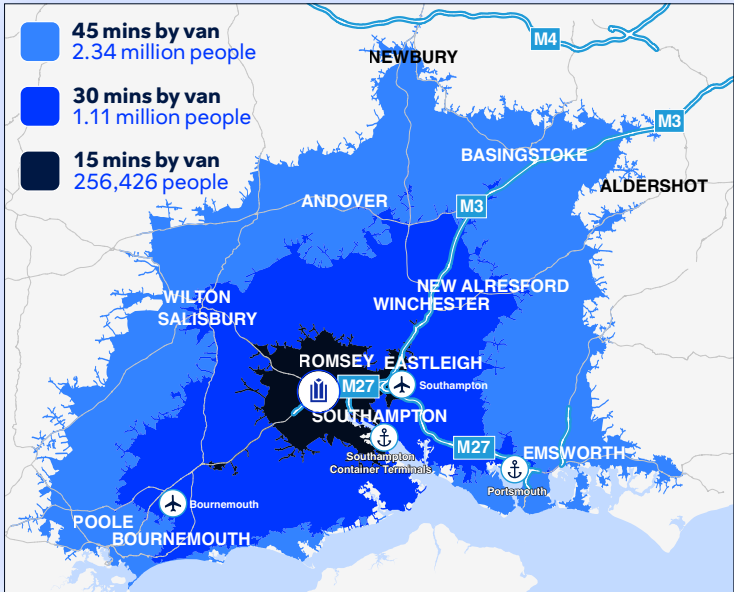 45 mins by van
2.34 million people
30 mins by van
1.11 million people
15 mins by van
256,426 people
M4
NEWBURY
M3
BASINGSTOKE
ALDERSHOT
ANDOVER
M3
NEW ALRESFORD
WILTON
WINCHESTER
SALISBURY
ROMSEY
EASTLEIGH
M27
Southampton
SOUTHAMPTON
M27
EMSWORTH
Southampton
Container Terminals
Portsmouth
Bournemouth
POOLE
BOURNEMOUTH